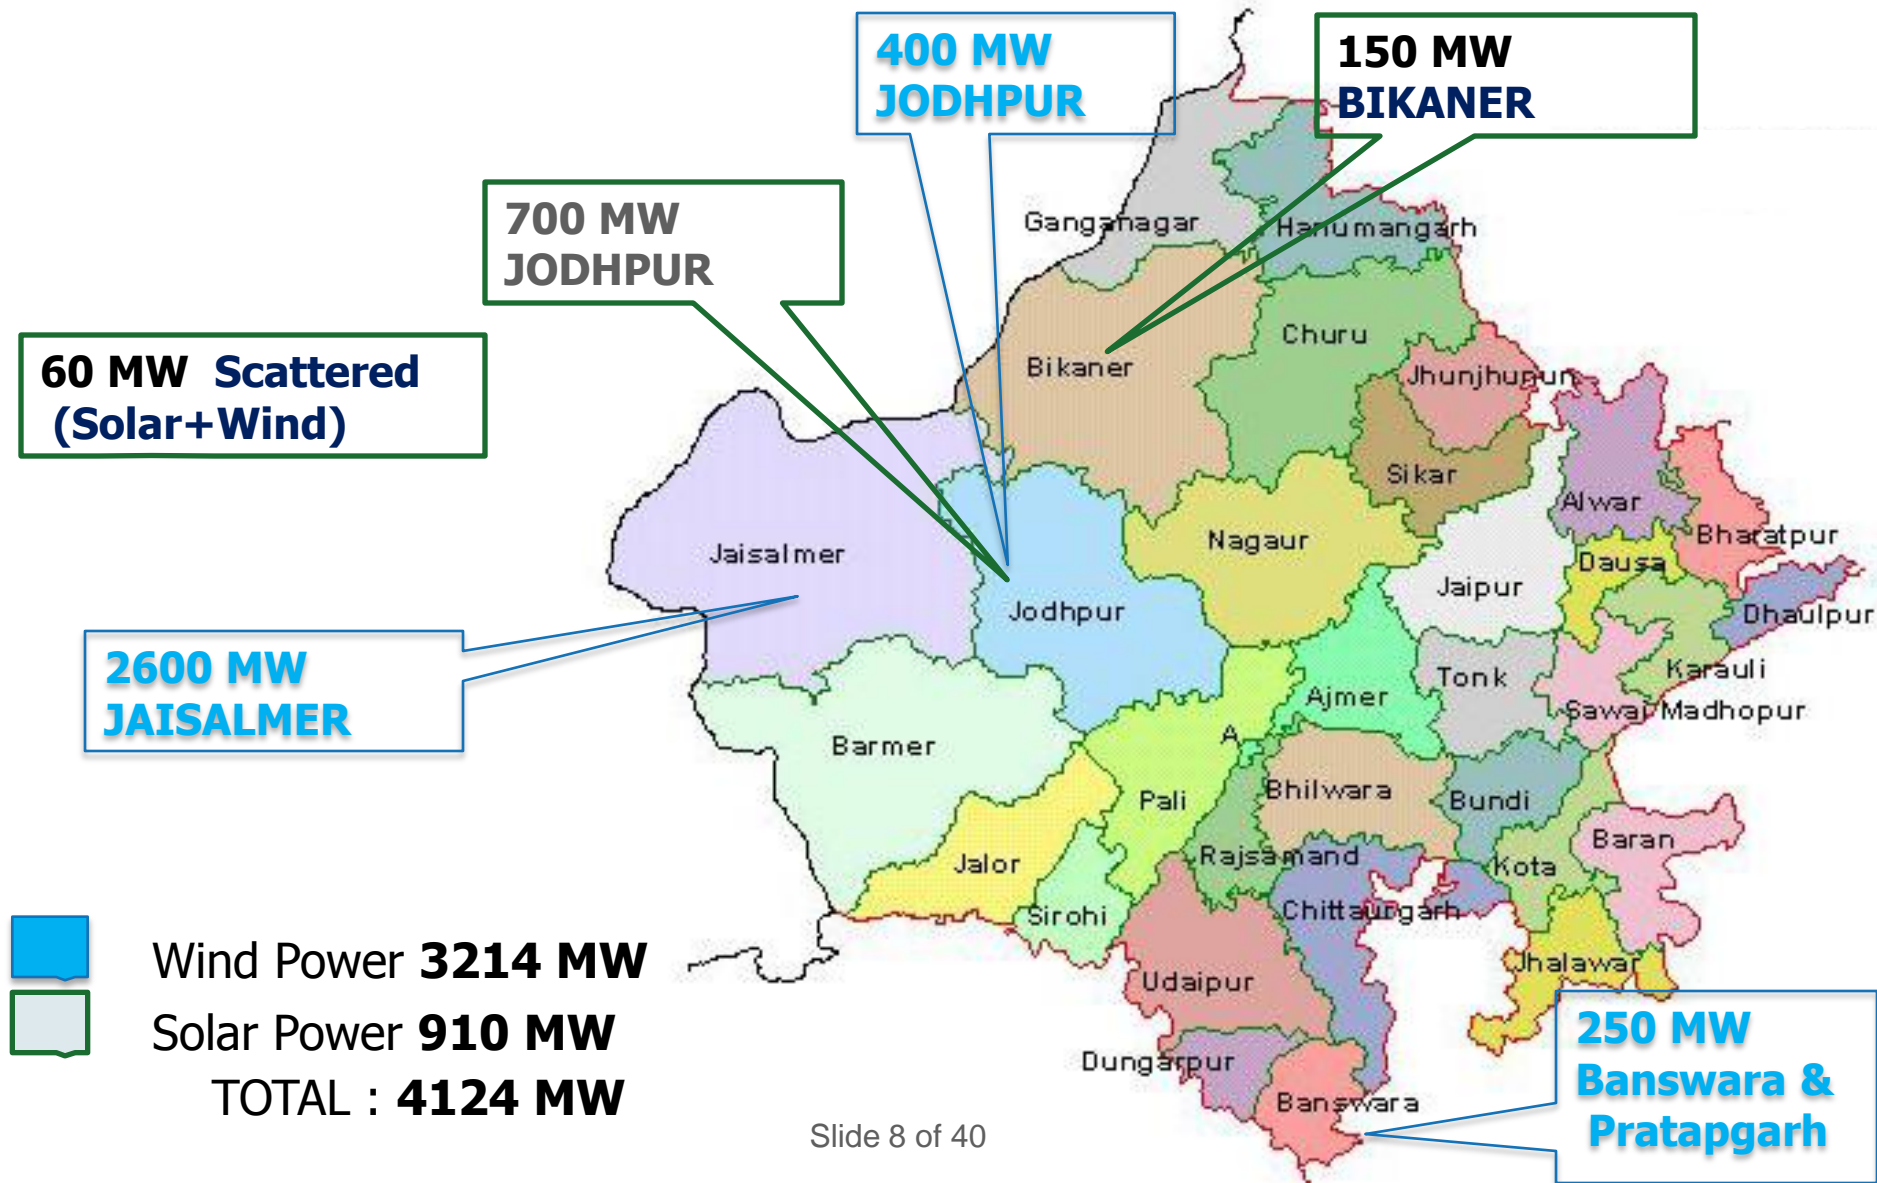 400 MW
JODHPUR
150 MW
BIKANER
700 MW
JODHPUR
60 MW Scattered
(Solar+Wind)
2600 MW
JAISALMER
250 MW
Banswara &
Pratapgarh
Ganganagar
Hanumangarh
Churu
Bikaner
Jhunjhunun
Sikar
Alwar
Bharatpur
Jaisalmer
Nagaur
Dausa
Jaipur
Jodhpur
Dhaulpur
Karauli
Tonk
Ajmer
Sawai Madhopur
A
Barmer
Bhilwara
Pali
Bundi
Baran
Rajsamand
Kota
Jalor
Sirohi
Chittaurgarh
Jhalawar
Udaipur
Dungarpur
Banswara
Wind Power 3214 MW
Solar Power 910 MW
TOTAL : 4124 MW
Slide 8 of 40